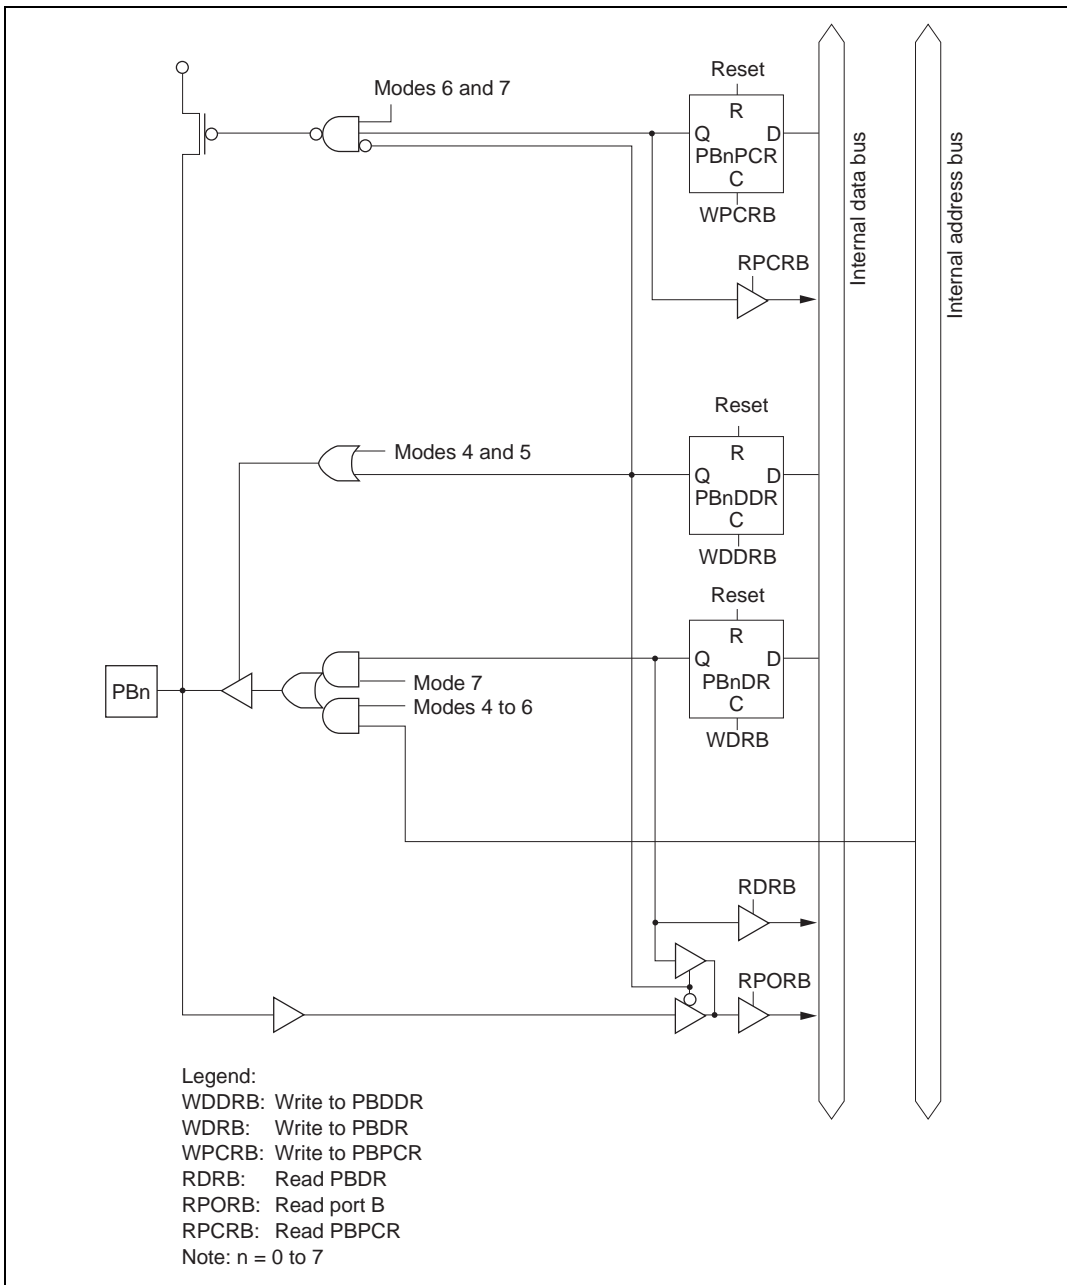 Reset
Modes 6 and 7
R
Q D
PBnPCR
C
WPCRB
Internal data bus
Internal address bus
RPCRB
Reset
Modes 4 and 5
R
Q D
PBnDDR
C
WDDRB
Reset
R
Q D
PBnDR
C
WDRB
PBn
Mode 7
Modes 4 to 6
RDRB
RPORB
Legend:
WDDRB: Write to PBDDR
WDRB: Write to PBDR
WPCRB: Write to PBPCR
RDRB: Read PBDR
RPORB: Read port B
RPCRB: Read PBPCR
Note: n = 0 to 7